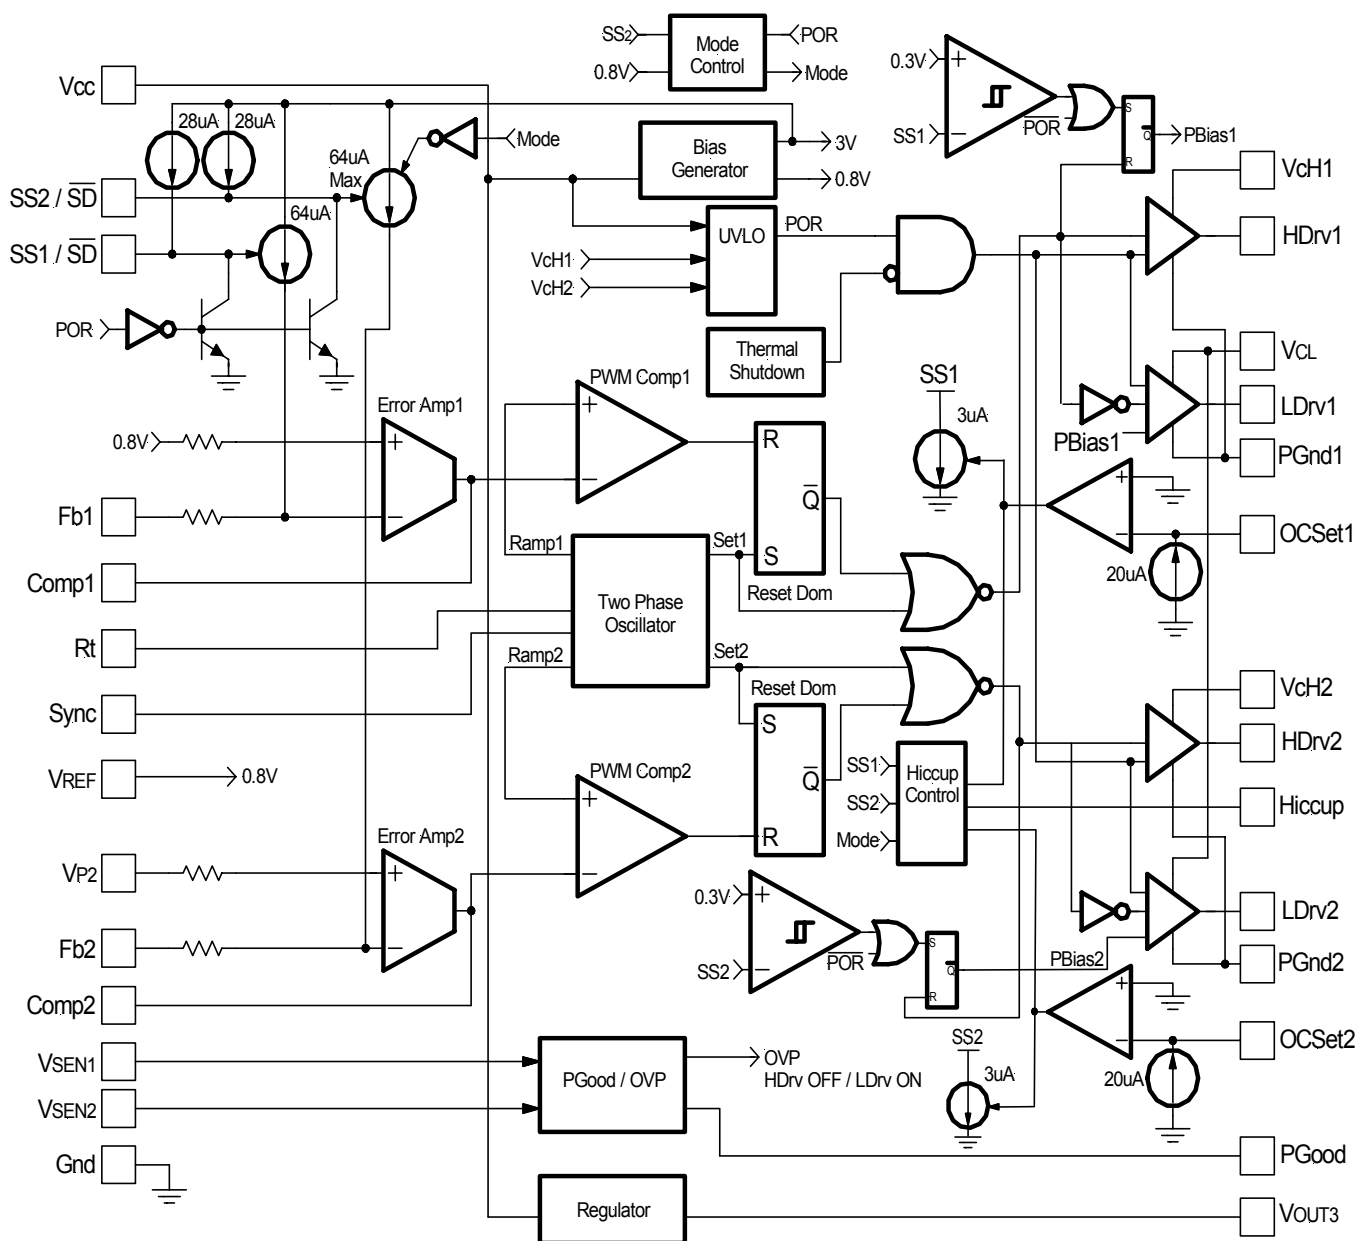 SS2
0.8V
Mode
Control
POR
Mode
0.3V
SS1
POR
S
Q
R
PBias1
Vcc
28uA
28uA
Mode
64uA
Max
Bias
Generator
3V
0.8V
VcH1
SS2 / SD
64uA
SS1 / SD
UVLO
POR
VcH1
VcH2
HDrv1
POR
Thermal
Shutdown
VCL
SS1
3uA
LDrv1
PBias1
PGnd1
Error Amp1
PWM Comp1
0.8V
+
−
+
−
R
Q
S
Reset Dom
+
−
Fb1
OCSet1
20uA
Comp1
Ramp1
Set1
Two Phase
Oscillator
Rt
Ramp2
Set2
Sync
Reset Dom
S
Q
R
VcH2
HDrv2
VREF
0.8V
PWM Comp2
+
−
SS1
SS2
Mode
Hiccup
Control
Hiccup
Error Amp2
VP2
+
−
0.3V
+
SS2
−
POR
S
Q
R
PBias2
LDrv2
Fb2
PGnd2
Comp2
+
−
OCSet2
20uA
SS2
3uA
VSEN1
VSEN2
PGood / OVP
OVP
HDrv OFF / LDrv ON
Gnd
PGood
Regulator
VOUT3